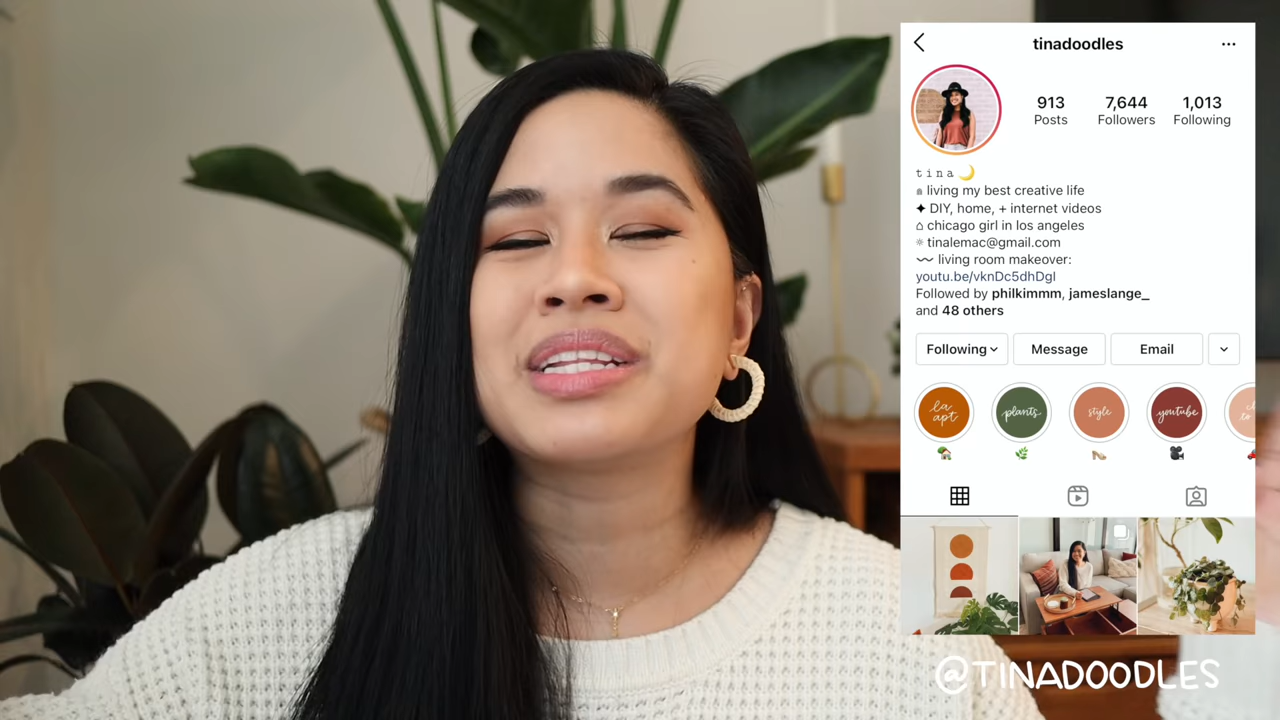 tinadoodles
913
Posts
7,644
Followers
1,013
Following
tina 🌙
living my best creative life
✦ DIY, home, + internet videos
⌂ chicago girl in los angeles
☼ tinalemac@gmail.com
〰 living room makeover:
youtu.be/vknDc5dhDgI
Followed by philkimmm, jameslange_
and 48 others
Following
Message
Email
la
apt
plants
style
youtube
@TINADOODLES